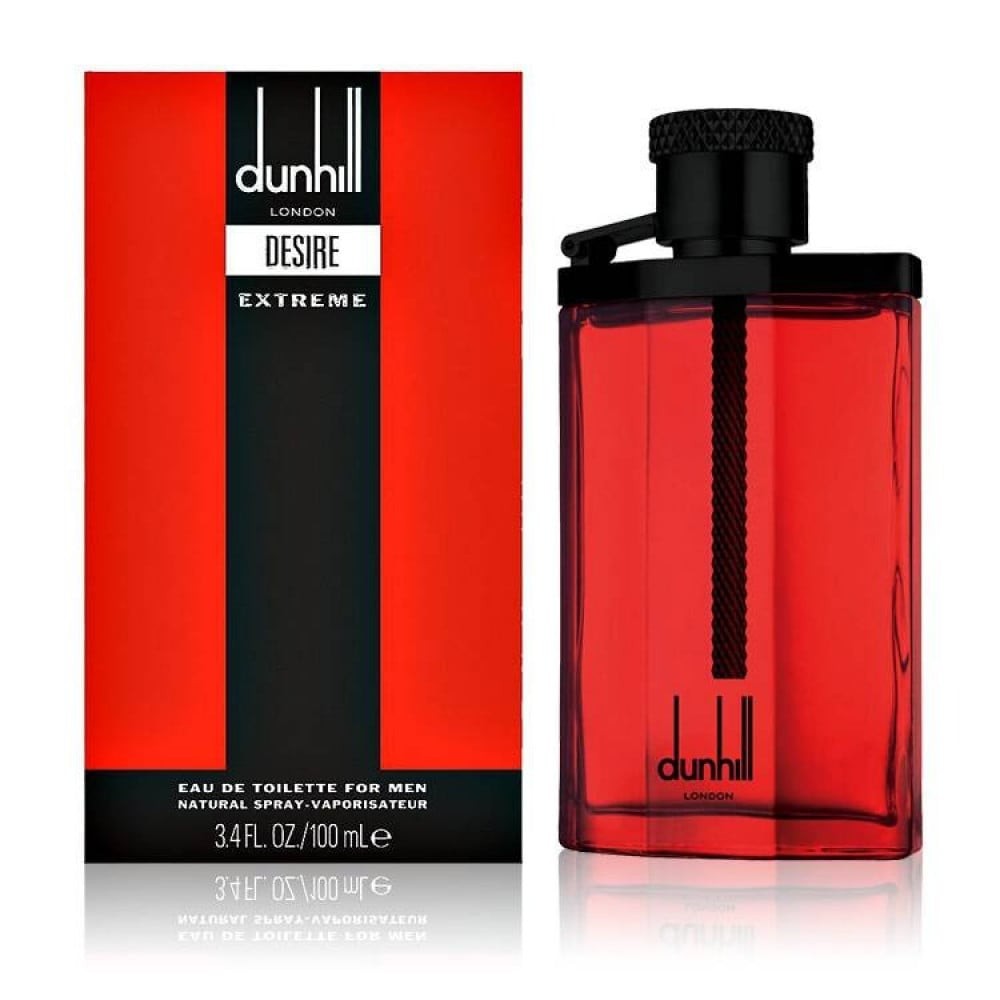 dunhill
LONDON
DESIRE
EXTREME
EAU DE TOILETTE FOR MEN
NATURAL SPRAY-VAPORISATEUR
3.4 FL. OZ./100 mL e
dunhill
LONDON